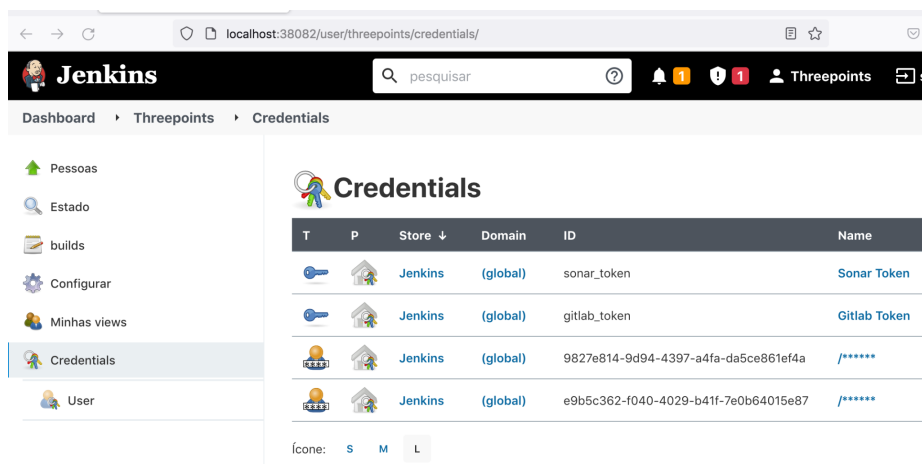 localhost:38082/user/threepoints/credentials/
Jenkins
pesquisar
1
1
Threepoints
Dashboard
Threepoints
Credentials
Pessoas
Estado
builds
Configurar
Minhas views
Credentials
User
Credentials
T P Store ↓ Domain ID Name
Jenkins (global) sonar_token Sonar Token
Jenkins (global) gitlab_token Gitlab Token
Jenkins (global) 9827e814-9d94-4397-a4fa-da5ce861ef4a /******
Jenkins (global) e9b5c362-f040-4029-b41f-7e0b64015e87 /******
Ícone: S M L